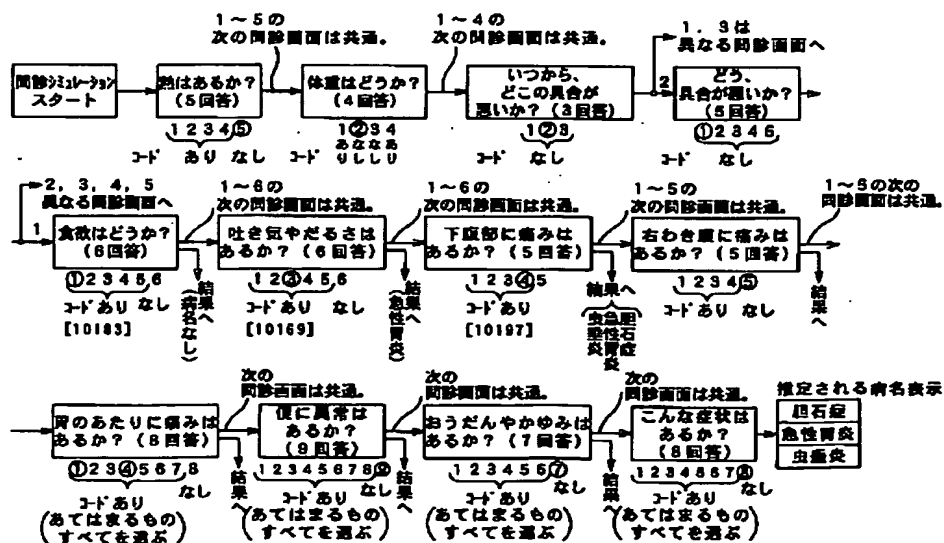 1～5の
次の問診画面は共通。
1～4の
次の問診画面は共通。
1，3は
異なる問診画面へ
問診シミュレーション
スタート
熱はあるか？
(5回答)
体重はどうか？
(4回答)
いつから、
どこの具合が
悪いか？(3回答)
2
どう、
具合が悪いか？
(5回答)
1 2 3 4 ⑤
コード あり なし
1 ② 3 4
コード あり なし なし あり
1 ② 3
コード なし
① 2 3 4 5
コード なし
2，3，4，5
異なる問診画面へ
1～6の
次の問診画面は共通。
1～6の
次の問診画面は共通。
1～5の
次の問診画面は共通。
1～5の次の
問診画面は共通。
1
食欲はどうか？
(6回答)
吐き気やだるさは
あるか？(6回答)
下腹部に痛みは
あるか？(5回答)
右わき腹に痛みは
あるか？(5回答)
① 2 3 4 5 6
コードあり なし
[10183]
結果へ
(病名なし)
1 2 ③ 4 5 6
コードあり なし
[10169]
結果へ
(急性胃炎)
1 2 3 ④ 5
コードあり
[10197]
結果へ
胆石症
急性胃炎
虫垂炎
1 2 3 4 ⑤
コードあり なし
結果へ
次の
問診画面は共通。
次の
問診画面は共通。
次の
問診画面は共通。
推定される病名表示
胃のあたりに痛みは
あるか？(8回答)
便に異常は
あるか？
(9回答)
おうだんやかゆみは
あるか？(7回答)
こんな症状は
あるか？
(8回答)
胆石症
急性胃炎
虫垂炎
① 2 3 ④ 5 6 7 8
コードあり なし
(あてはまるもの
すべてを選ぶ)
結果へ
1 2 3 4 5 6 7 8 ⑨
コードあり なし
(あてはまるもの
すべてを選ぶ)
結果へ
1 2 3 4 5 6 ⑦
コードあり なし
(あてはまるもの
すべてを選ぶ)
結果へ
1 2 3 4 5 6 7 ⑧
コードあり なし
(あてはまるもの
すべてを選ぶ)